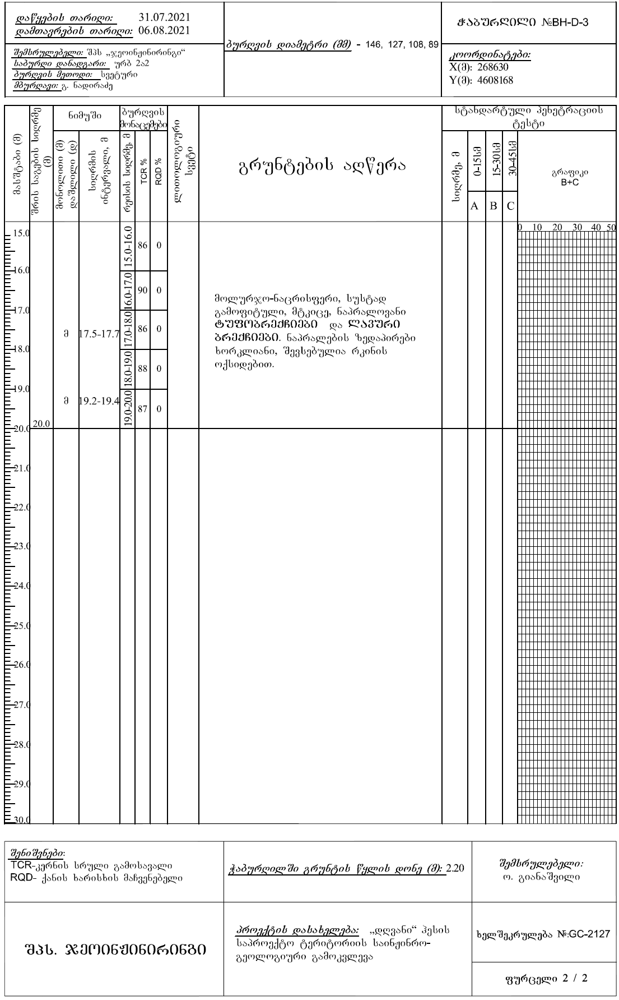 დაწყების თარიღი: 31.07.2021
დამთავრების თარიღი: 06.08.2021
შემსრულებელი: შპს „ჯეოინჟინირინგი“
საბურღი დანადგარი: ურბ 2ა2
ბურღვის მეთოდი: სვეტური
მბურღავი: გ. ნადირაძე
ბურღვის დიამეტრი (მმ) - 146, 127, 108, 89
ჭაბურღილი №BH-D-3
კოორდინატები:
X(მ): 268630
Y(მ): 4608168
მასშტაბი (მ)
შრის საგების სიღრმე (მ)
ნიმუში
მონოლითი (მ) დაშლილი (დ)
სიღრმის ინტერვალი, მ
ბურღვის მონაცემები
რეისის სიღრმე, მ
TCR %
RQD %
ლითოლოგიური სვეტი
გრუნტების აღწერა
სტანდარტული პენეტრაციის ტესტი
სიღრმე, მ
0-15სმ
15-30სმ
30-45სმ
A B C
გრაფიკი
B+C
0 10 20 30 40 50
15.0
15.0-16.0 86 0
16.0
16.0-17.0 90 0
17.0
მ 17.5-17.7 17.0-18.0 86 0
18.0
18.0-19.0 88 0
19.0
მ 19.2-19.4 19.0-20.0 87 0
20.0 20.0
მოლურჯო-ნაცრისფერი, სუსტად
გამოფიტული, მტკიცე, ნაპრალოვანი
ტუფობრექჩიები და ლავური
ბრექჩიები. ნაპრალების ზედაპირები
ხორკლიანი, შევსებულია რკინის
ოქსიდებით.
21.0
22.0
23.0
24.0
25.0
26.0
27.0
28.0
29.0
30.0
შენიშვნები:
TCR-კერნის სრული გამოსავალი
RQD- ქანის ხარისხის მაჩვენებელი
ჭაბურღილში გრუნტის წყლის დონე (მ): 2.20
შემსრულებელი:
ო. გიანაშვილი
შპს. ჯეოინჟინირინგი
პროექტის დასახელება: „დღვანი“ ჰესის
საპროექტო ტერიტორიის საინჟინრო-
გეოლოგიური გამოკვლევა
ხელშეკრულება №:GC-2127
ფურცელი 2 / 2